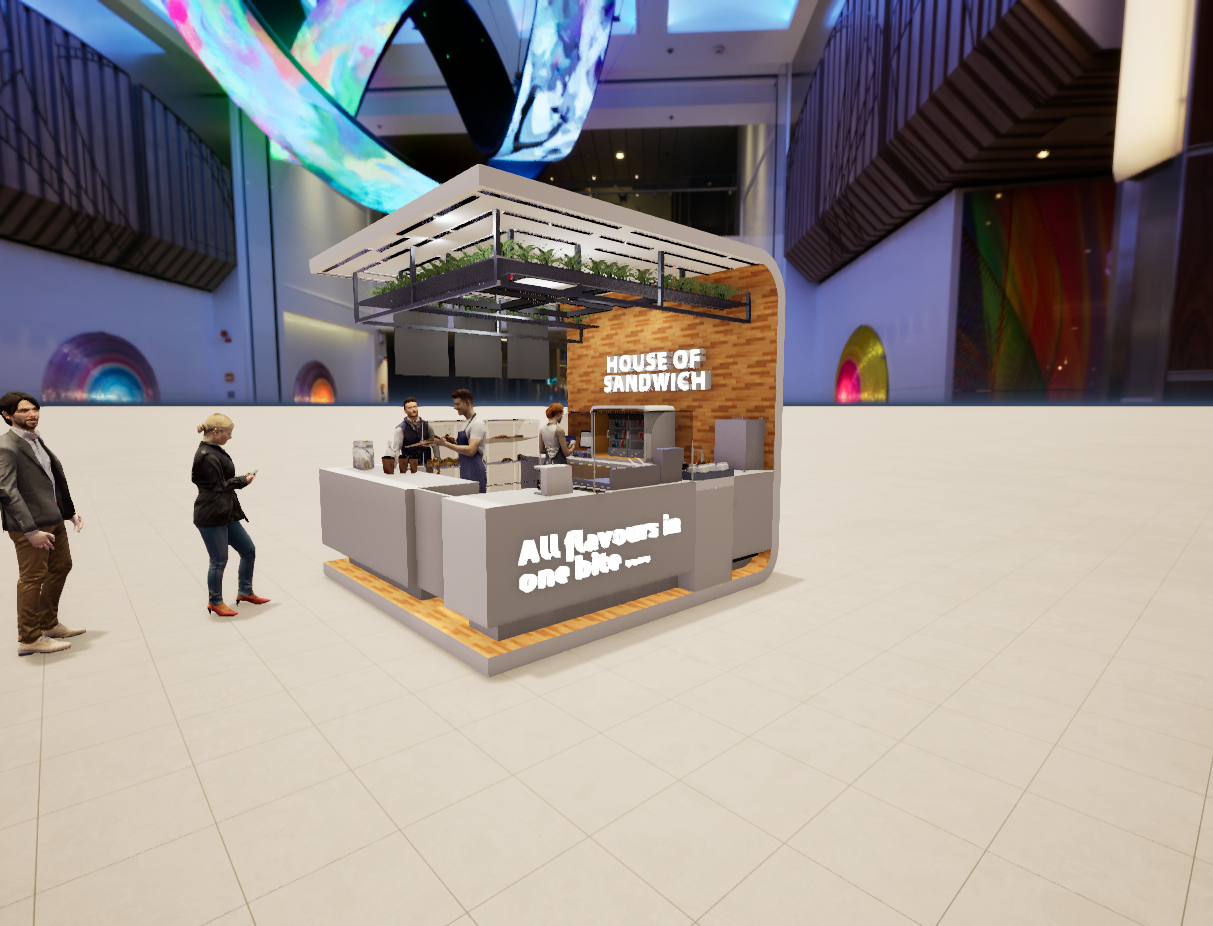 HOUSE OF
SANDWICH
All flavours in
one bite